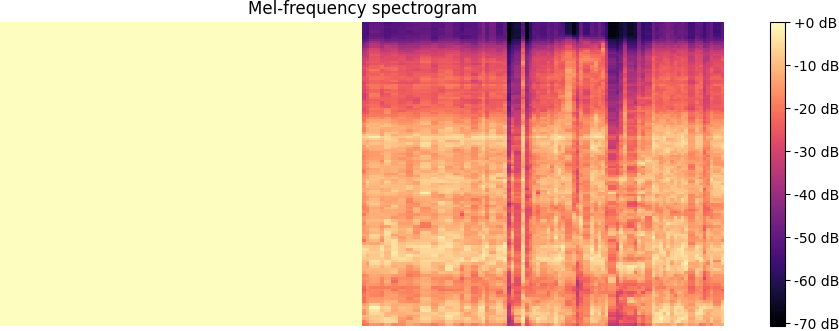 Mel-frequency spectrogram
+0 dB
-10 dB
-20 dB
-30 dB
-40 dB
-50 dB
-60 dB
-70 dB